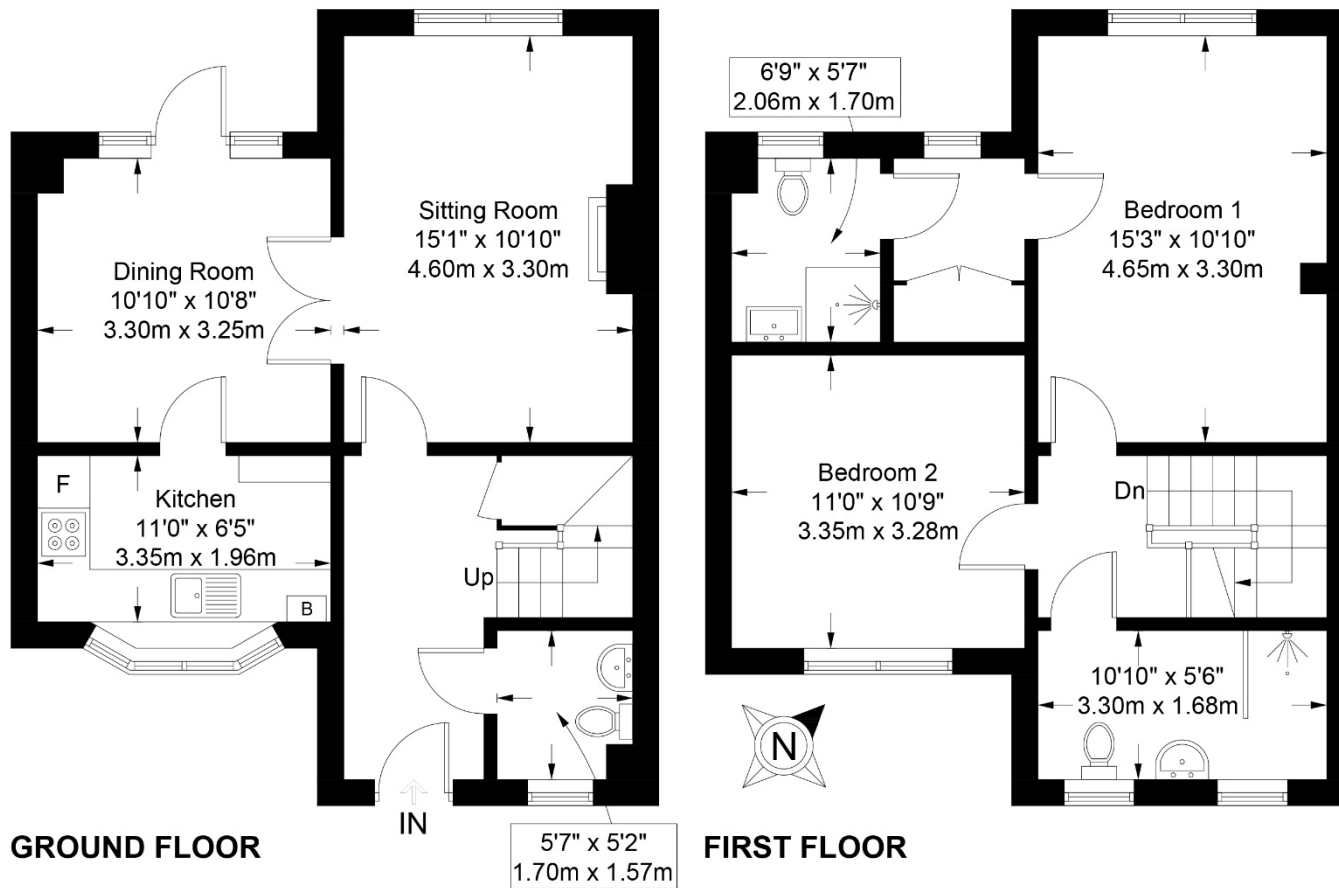 Sitting Room
15'1" x 10'10"
4.60m x 3.30m
Dining Room
10'10" x 10'8"
3.30m x 3.25m
F
Kitchen
11'0" x 6'5"
3.35m x 1.96m
B
Up
IN
5'7" x 5'2"
1.70m x 1.57m
GROUND FLOOR
6'9" x 5'7"
2.06m x 1.70m
Bedroom 1
15'3" x 10'10"
4.65m x 3.30m
Bedroom 2
11'0" x 10'9"
3.35m x 3.28m
Dn
10'10" x 5'6"
3.30m x 1.68m
N
FIRST FLOOR